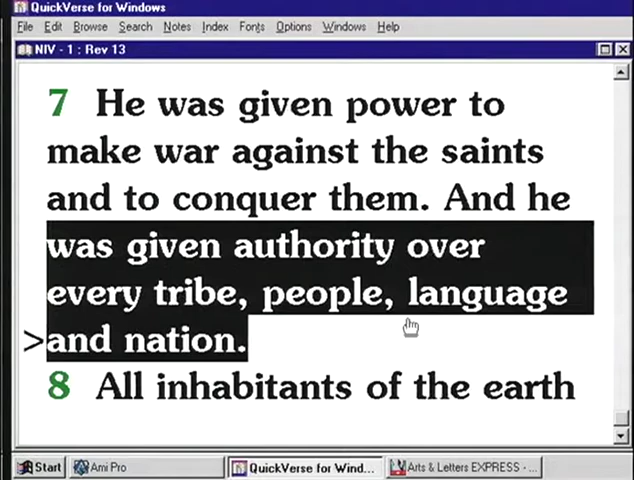 QuickVerse for Windows
File Edit Browse Search Notes Index Fonts Options Windows Help
NIV - 1 : Rev 13
7 He was given power to
make war against the saints
and to conquer them. And he
was given authority over
every tribe, people, language
>and nation.
8 All inhabitants of the earth
Start Ami Pro QuickVerse for Wind... Arts & Letters EXPRESS - ...